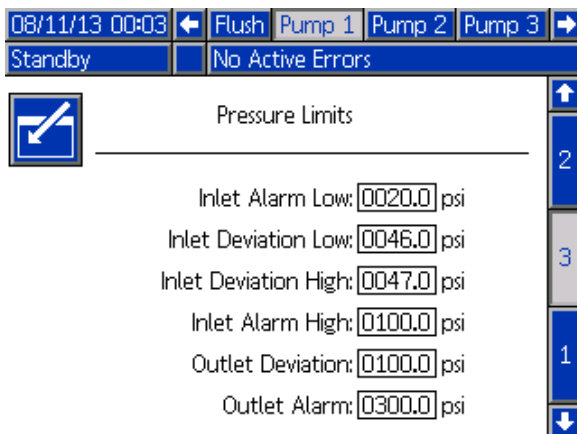 08/11/13 00:03 Flush Pump 1 Pump 2 Pump 3
Standby No Active Errors
Pressure Limits
2
Inlet Alarm Low: 0020.0 psi
Inlet Deviation Low: 0046.0 psi
3
Inlet Deviation High: 0047.0 psi
Inlet Alarm High: 0100.0 psi
1
Outlet Deviation: 0100.0 psi
Outlet Alarm: 0300.0 psi